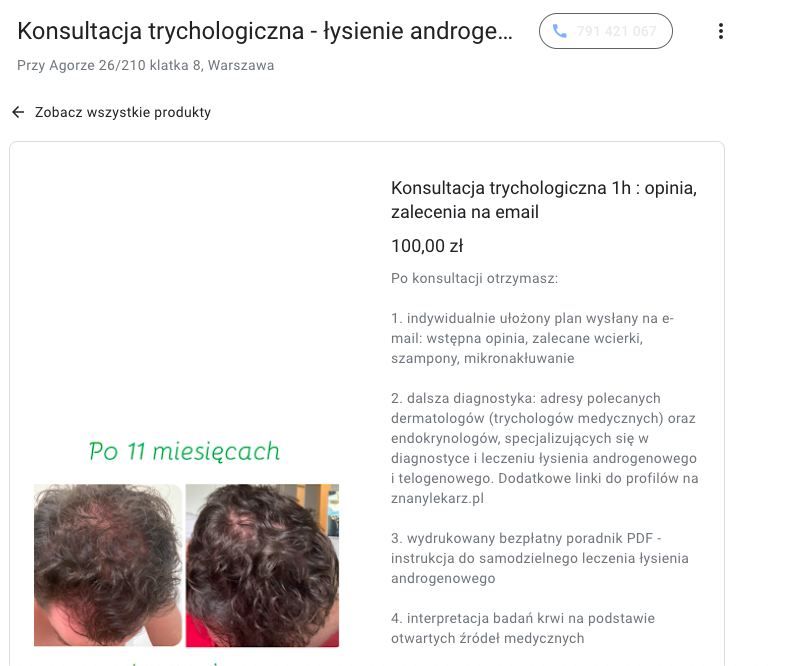 Konsultacja trychologiczna - łysienie androge...
791 421 067
Przy Agorze 26/210 klatka 8, Warszawa
Zobacz wszystkie produkty
Konsultacja trychologiczna 1h : opinia,
zalecenia na email
100,00 zł
Po konsultacji otrzymasz:
1. indywidualnie ułożony plan wysłany na e-
mail: wstępna opinia, zalecane wcierki,
szampony, mikronakłuwanie
2. dalsza diagnostyka: adresy polecanych
dermatologów (trychologów medycznych) oraz
endokrynologów, specjalizujących się w
diagnostyce i leczeniu łysienia androgenowego
i telogenowego. Dodatkowe linki do profilów na
znanylekarz.pl
3. wydrukowany bezpłatny poradnik PDF -
instrukcja do samodzielnego leczenia łysienia
androgenowego
4. interpretacja badań krwi na podstawie
otwartych źródeł medycznych
Po 11 miesięcach